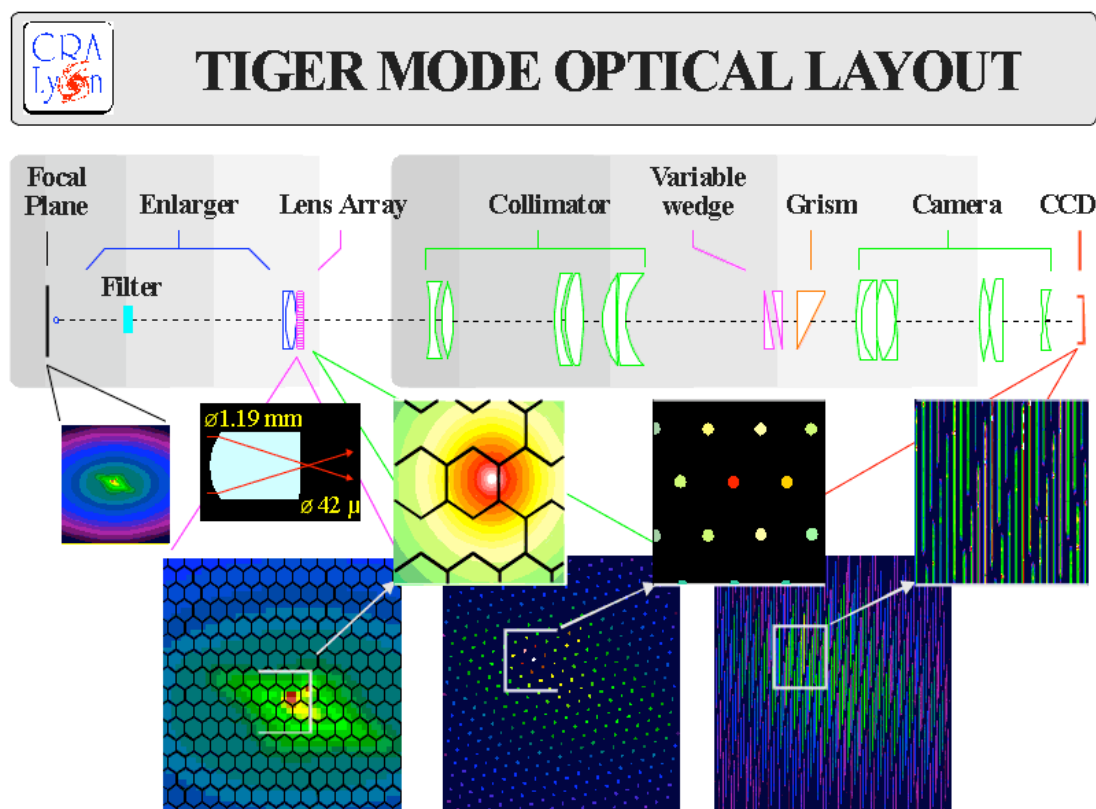 CRA
Lyon
TIGER MODE OPTICAL LAYOUT
Focal
Plane
Enlarger
Lens Array
Collimator
Variable
wedge
Grism
Camera
CCD
Filter
ø1.19 mm
ø 42 µ